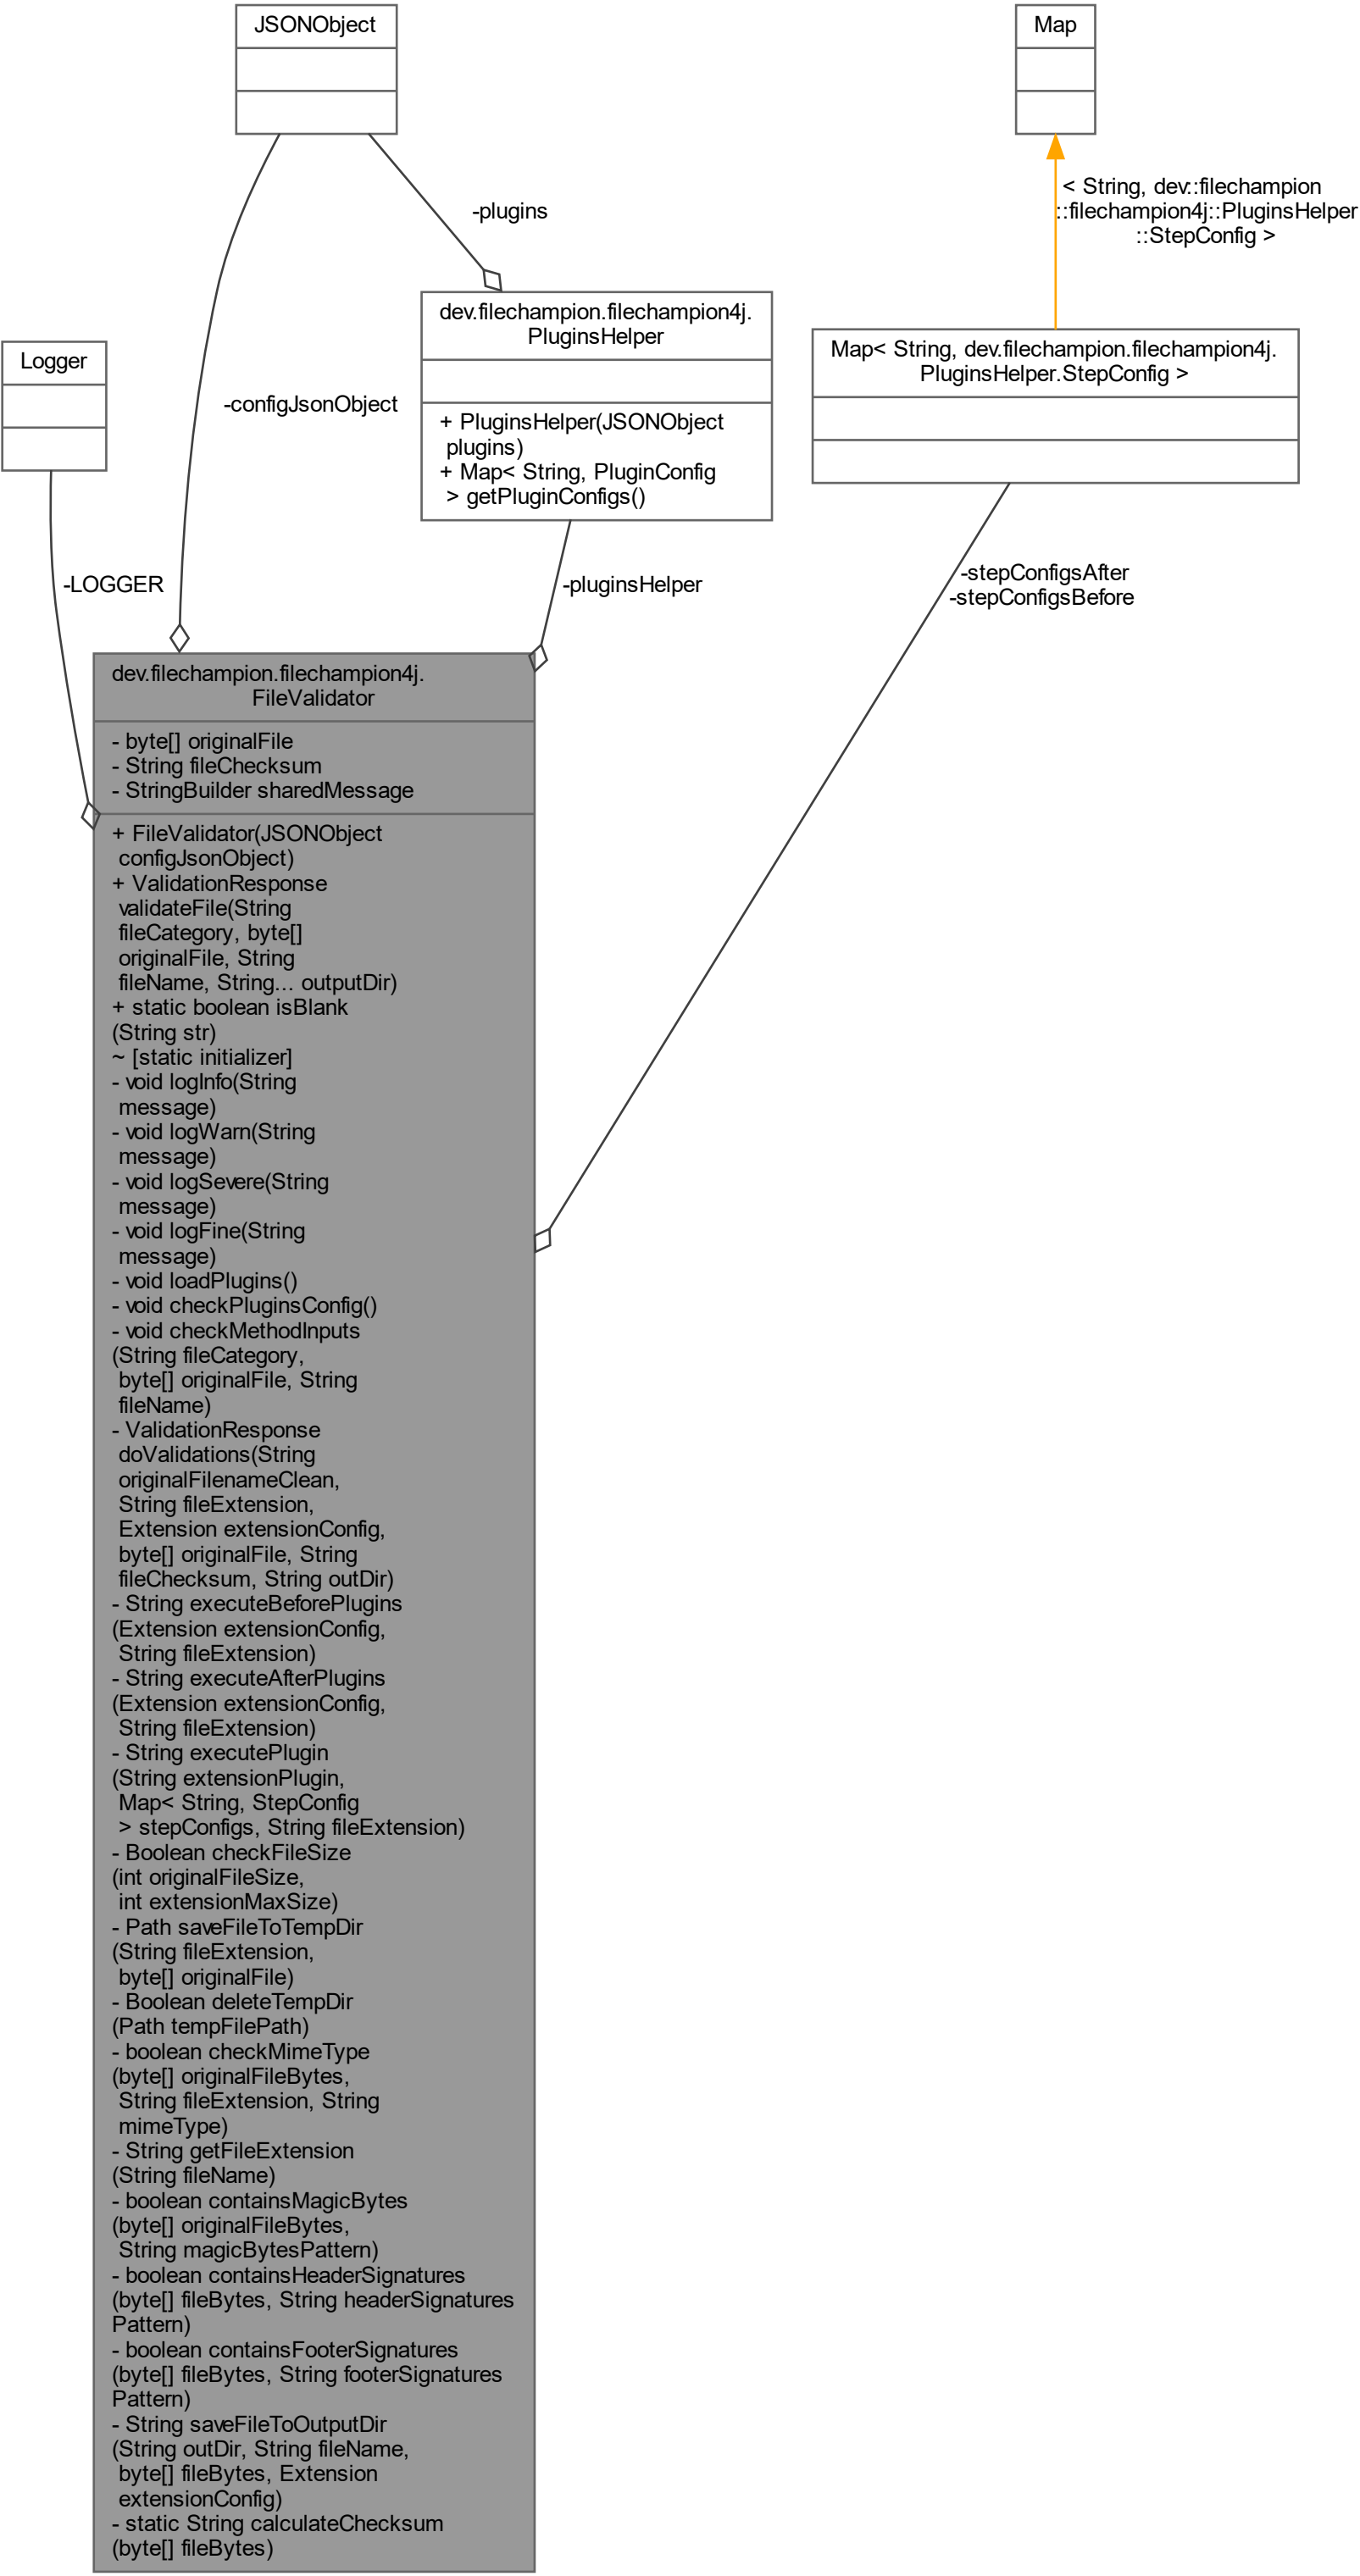 JSONObject
Map
< String, dev::filechampion
::filechampion4j::PluginsHelper
::StepConfig >
-plugins
dev.filechampion.filechampion4j.
PluginsHelper
+ PluginsHelper(JSONObject
plugins)
+ Map< String, PluginConfig
> getPluginConfigs()
Map< String, dev.filechampion.filechampion4j.
PluginsHelper.StepConfig >
Logger
-configJsonObject
-LOGGER
-pluginsHelper
-stepConfigsAfter
-stepConfigsBefore
dev.filechampion.filechampion4j.
FileValidator
- byte[] originalFile
- String fileChecksum
- StringBuilder sharedMessage
+ FileValidator(JSONObject
configJsonObject)
+ ValidationResponse
validateFile(String
fileCategory, byte[]
originalFile, String
fileName, String... outputDir)
+ static boolean isBlank
(String str)
~ [static initializer]
- void logInfo(String
message)
- void logWarn(String
message)
- void logSevere(String
message)
- void logFine(String
message)
- void loadPlugins()
- void checkPluginsConfig()
- void checkMethodInputs
(String fileCategory,
byte[] originalFile, String
fileName)
- ValidationResponse
doValidations(String
originalFilenameClean,
String fileExtension,
Extension extensionConfig,
byte[] originalFile, String
fileChecksum, String outDir)
- String executeBeforePlugins
(Extension extensionConfig,
String fileExtension)
- String executeAfterPlugins
(Extension extensionConfig,
String fileExtension)
- String executePlugin
(String extensionPlugin,
Map< String, StepConfig
> stepConfigs, String fileExtension)
- Boolean checkFileSize
(int originalFileSize,
int extensionMaxSize)
- Path saveFileToTempDir
(String fileExtension,
byte[] originalFile)
- Boolean deleteTempDir
(Path tempFilePath)
- boolean checkMimeType
(byte[] originalFileBytes,
String fileExtension, String
mimeType)
- String getFileExtension
(String fileName)
- boolean containsMagicBytes
(byte[] originalFileBytes,
String magicBytesPattern)
- boolean containsHeaderSignatures
(byte[] fileBytes, String headerSignatures
Pattern)
- boolean containsFooterSignatures
(byte[] fileBytes, String footerSignatures
Pattern)
- String saveFileToOutputDir
(String outDir, String fileName,
byte[] fileBytes, Extension
extensionConfig)
- static String calculateChecksum
(byte[] fileBytes)